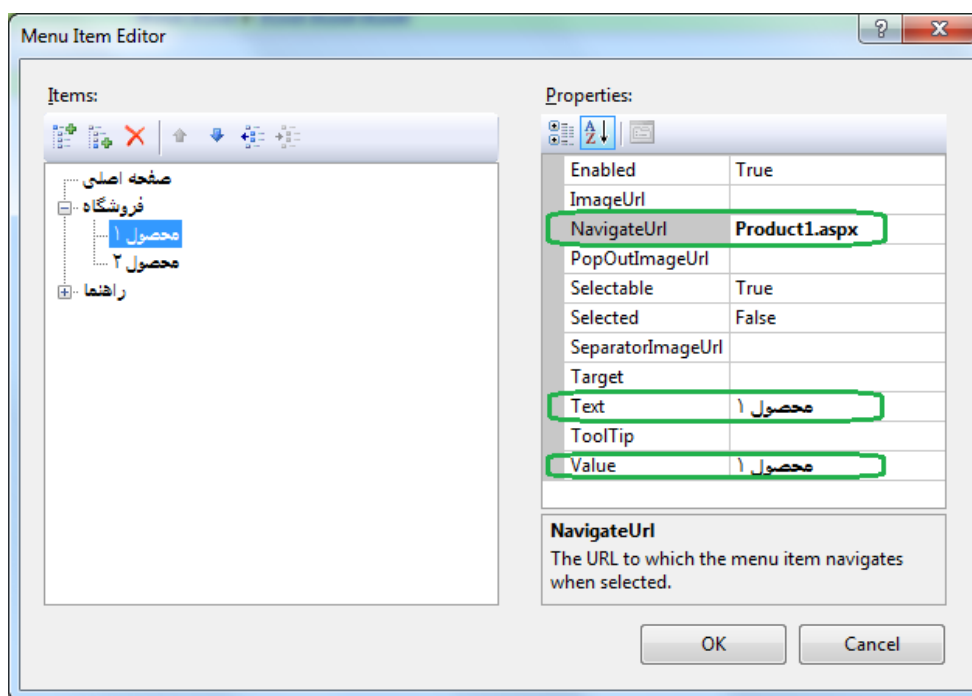 Menu Item Editor
Items:
صفحه اصلی
فروشگاه
محصول ۱
محصول ۲
راهنما
Properties:
Enabled True
ImageUrl
NavigateUrl Product1.aspx
PopOutImageUrl
Selectable True
Selected False
SeparatorImageUrl
Target
Text محصول ۱
ToolTip
Value محصول ۱
NavigateUrl
The URL to which the menu item navigates
when selected.
OK Cancel